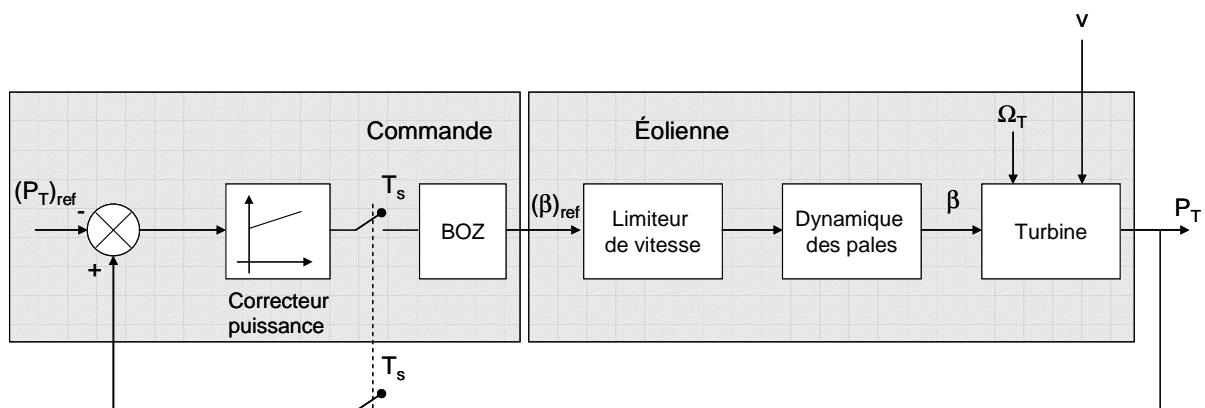 v
Commande
Éolienne
Ω_T
(P_T)_ref
-
+
T_s
BOZ
(β)_ref
Limiteur
de vitesse
Dynamique
des pales
β
Turbine
P_T
Correcteur
puissance
T_s